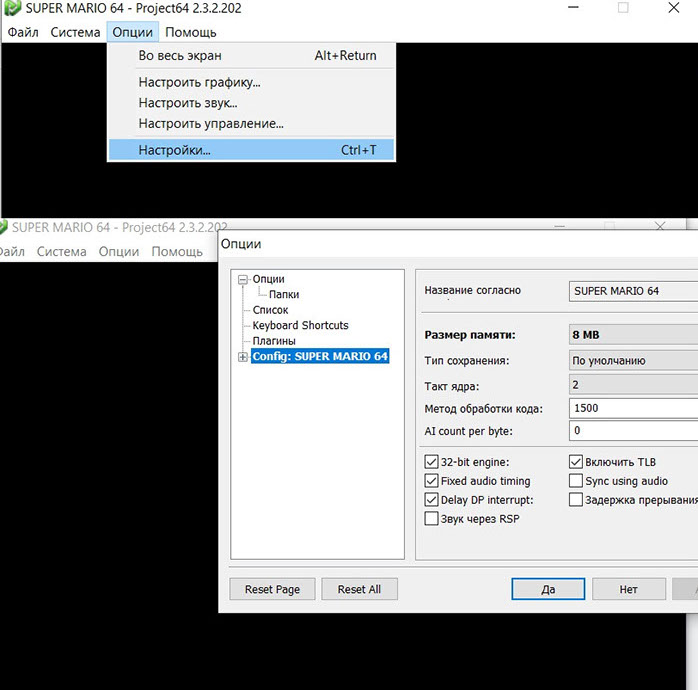 SUPER MARIO 64 - Project64 2.3.2.202
Файл Система Опции Помощь
Во весь экран Alt+Return
Настроить графику...
Настроить звук...
Настроить управление...
Настройки... Ctrl+T
SUPER MARIO 64 - Project64 2.3.2.202
айл Система Опции Помощь
Опции
Опции
Папки
Список
Keyboard Shortcuts
Плагины
Config: SUPER MARIO 64
Название согласно SUPER MARIO 64
Размер памяти: 8 MB
Тип сохранения: По умолчанию
Такт ядра: 2
Метод обработки кода: 1500
AI count per byte: 0
32-bit engine: Включить TLB
Fixed audio timing Sync using audio
Delay DP interrupt: Задержка прерывания
Звук через RSP
Reset Page Reset All Да Нет